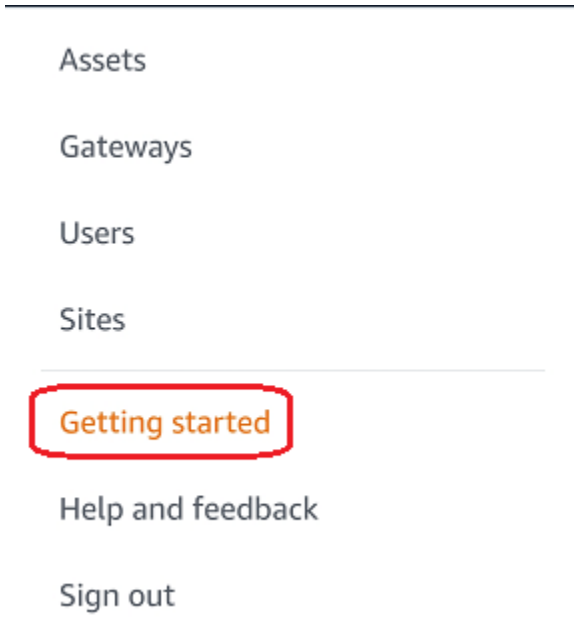 Assets
Gateways
Users
Sites
Getting started
Help and feedback
Sign out